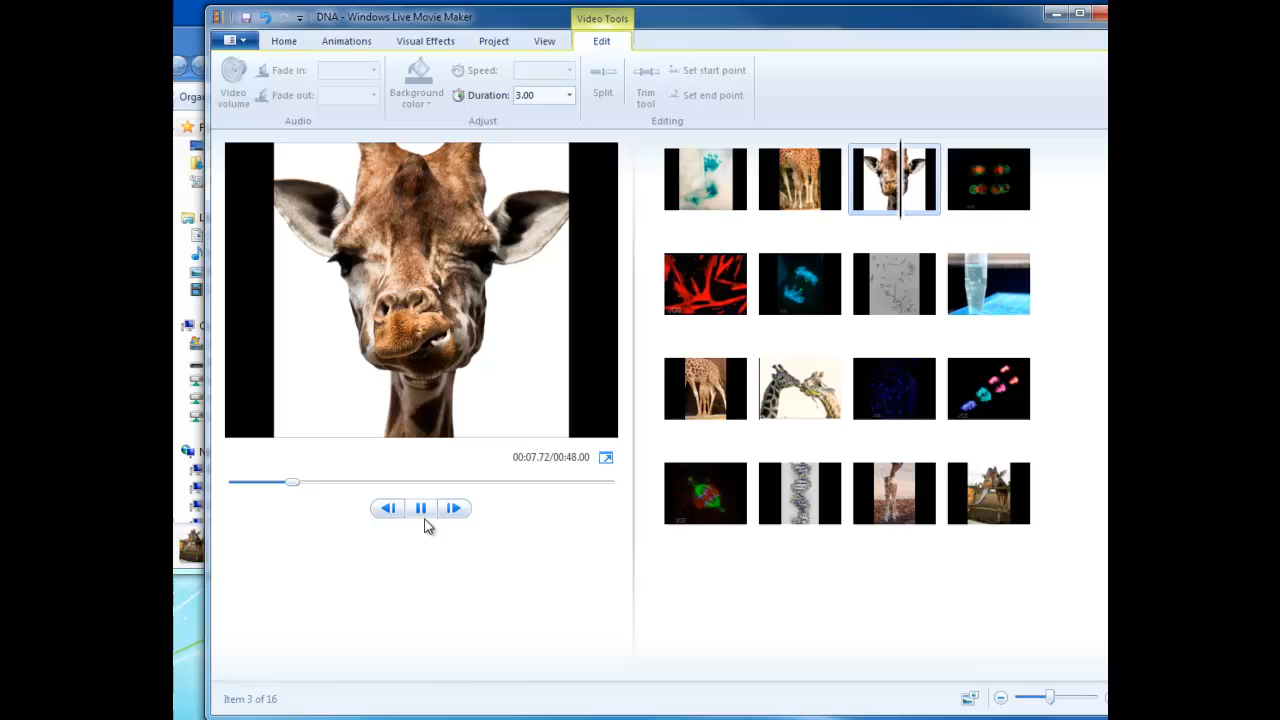 DNA - Windows Live Movie Maker
Video Tools
Home Animations Visual Effects Project View Edit
Organ
Video volume
Fade in:
Fade out:
Audio
Background color
Speed:
Duration: 3.00
Adjust
Split
Trim tool
Set start point
Set end point
Editing
00:07.72/00:48.00
Item 3 of 16